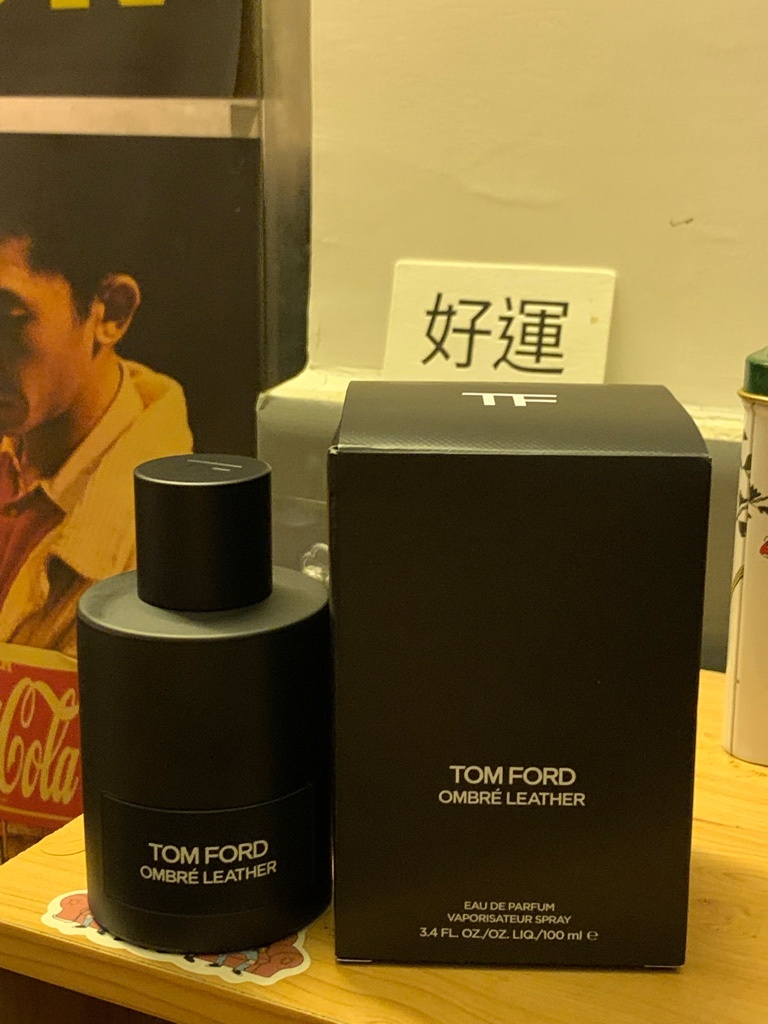 好運
TF
TOM FORD
OMBRÉ LEATHER
EAU DE PARFUM
VAPORISATEUR SPRAY
3.4 FL. OZ./OZ. LIQ./100 ml ℮
TOM FORD
OMBRÉ LEATHER
Cola